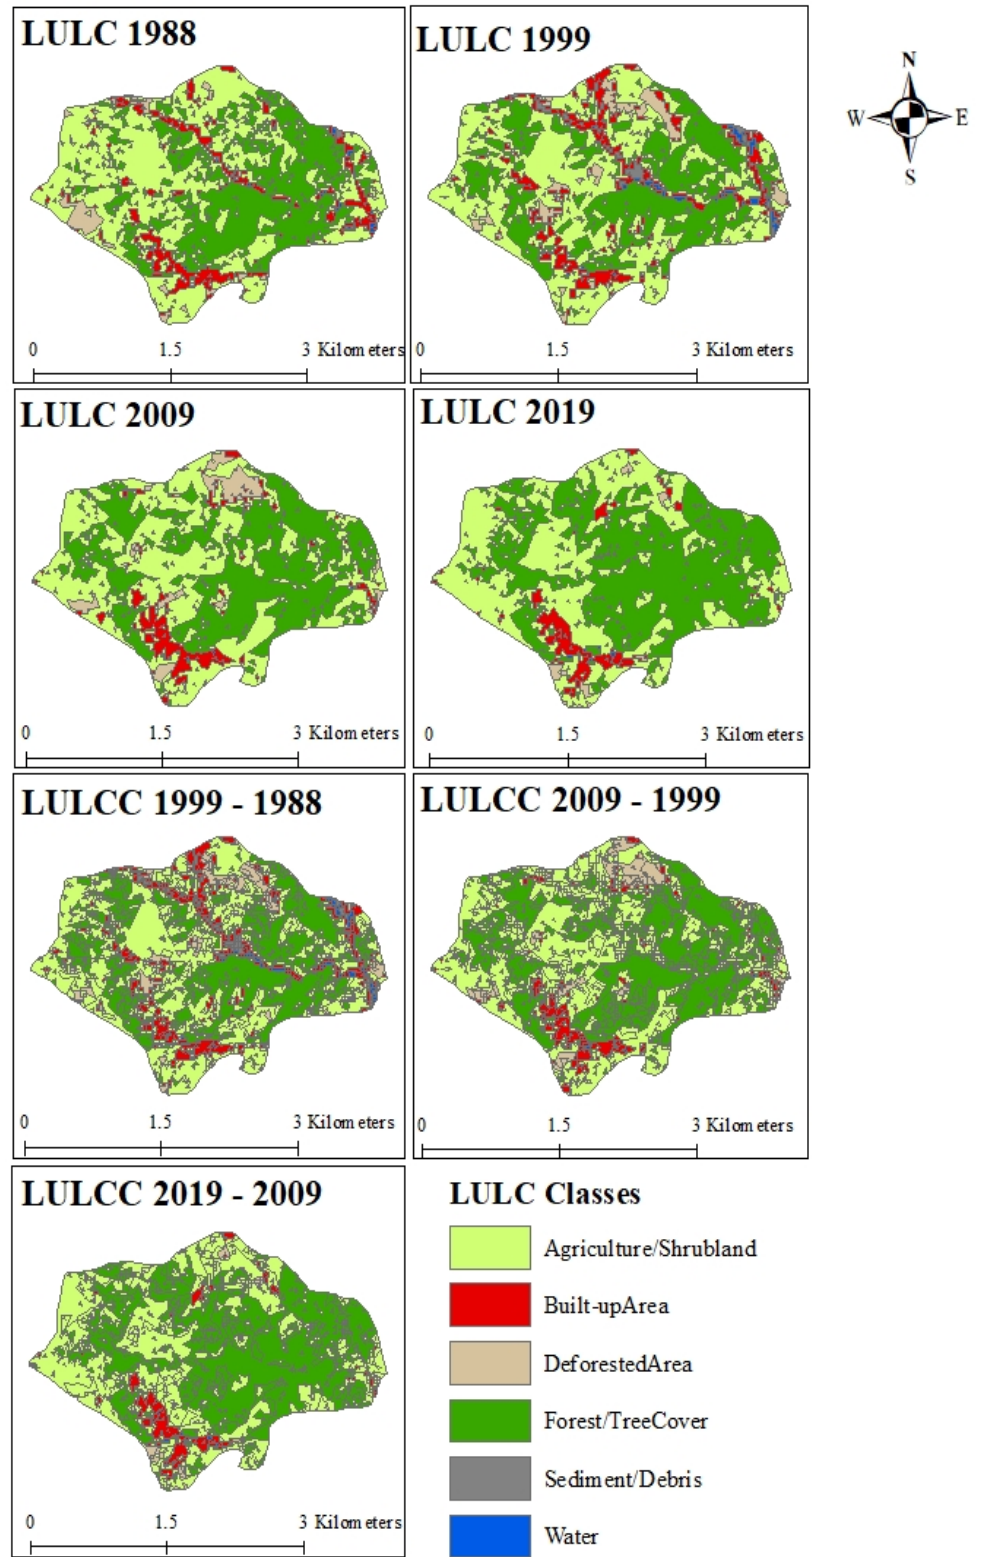 LULC 1988
LULC 1999
N
W E
S
0 1.5 3 Kilometers
0 1.5 3 Kilometers
LULC 2009
LULC 2019
0 1.5 3 Kilometers
0 1.5 3 Kilometers
LULCC 1999 - 1988
LULCC 2009 - 1999
0 1.5 3 Kilometers
0 1.5 3 Kilometers
LULCC 2019 - 2009
0 1.5 3 Kilometers
LULC Classes
Agriculture/Shrubland
Built-upArea
DeforestedArea
Forest/TreeCover
Sediment/Debris
Water